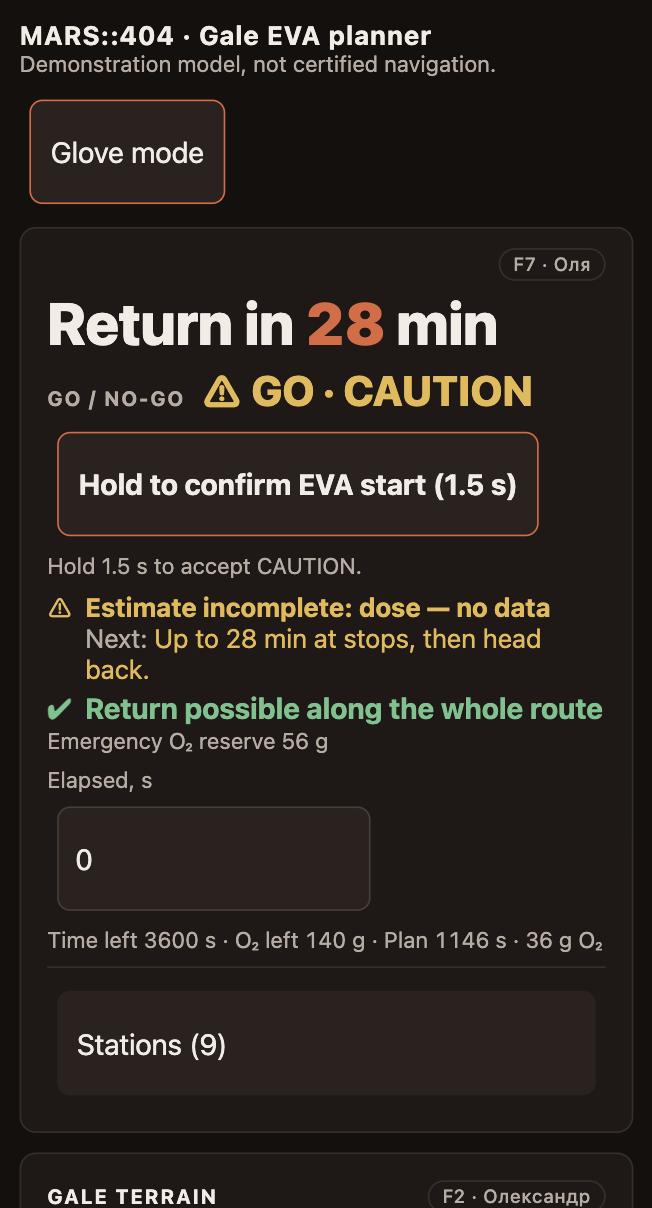 MARS::404 · Gale EVA planner
Demonstration model, not certified navigation.
Glove mode
F7 · Оля
Return in 28 min
GO / NO-GO ⚠ GO · CAUTION
Hold to confirm EVA start (1.5 s)
Hold 1.5 s to accept CAUTION.
⚠ Estimate incomplete: dose — no data
Next: Up to 28 min at stops, then head
back.
✔ Return possible along the whole route
Emergency O₂ reserve 56 g
Elapsed, s
0
Time left 3600 s · O₂ left 140 g · Plan 1146 s · 36 g O₂
Stations (9)
GALE TERRAIN
F2 · Олександр